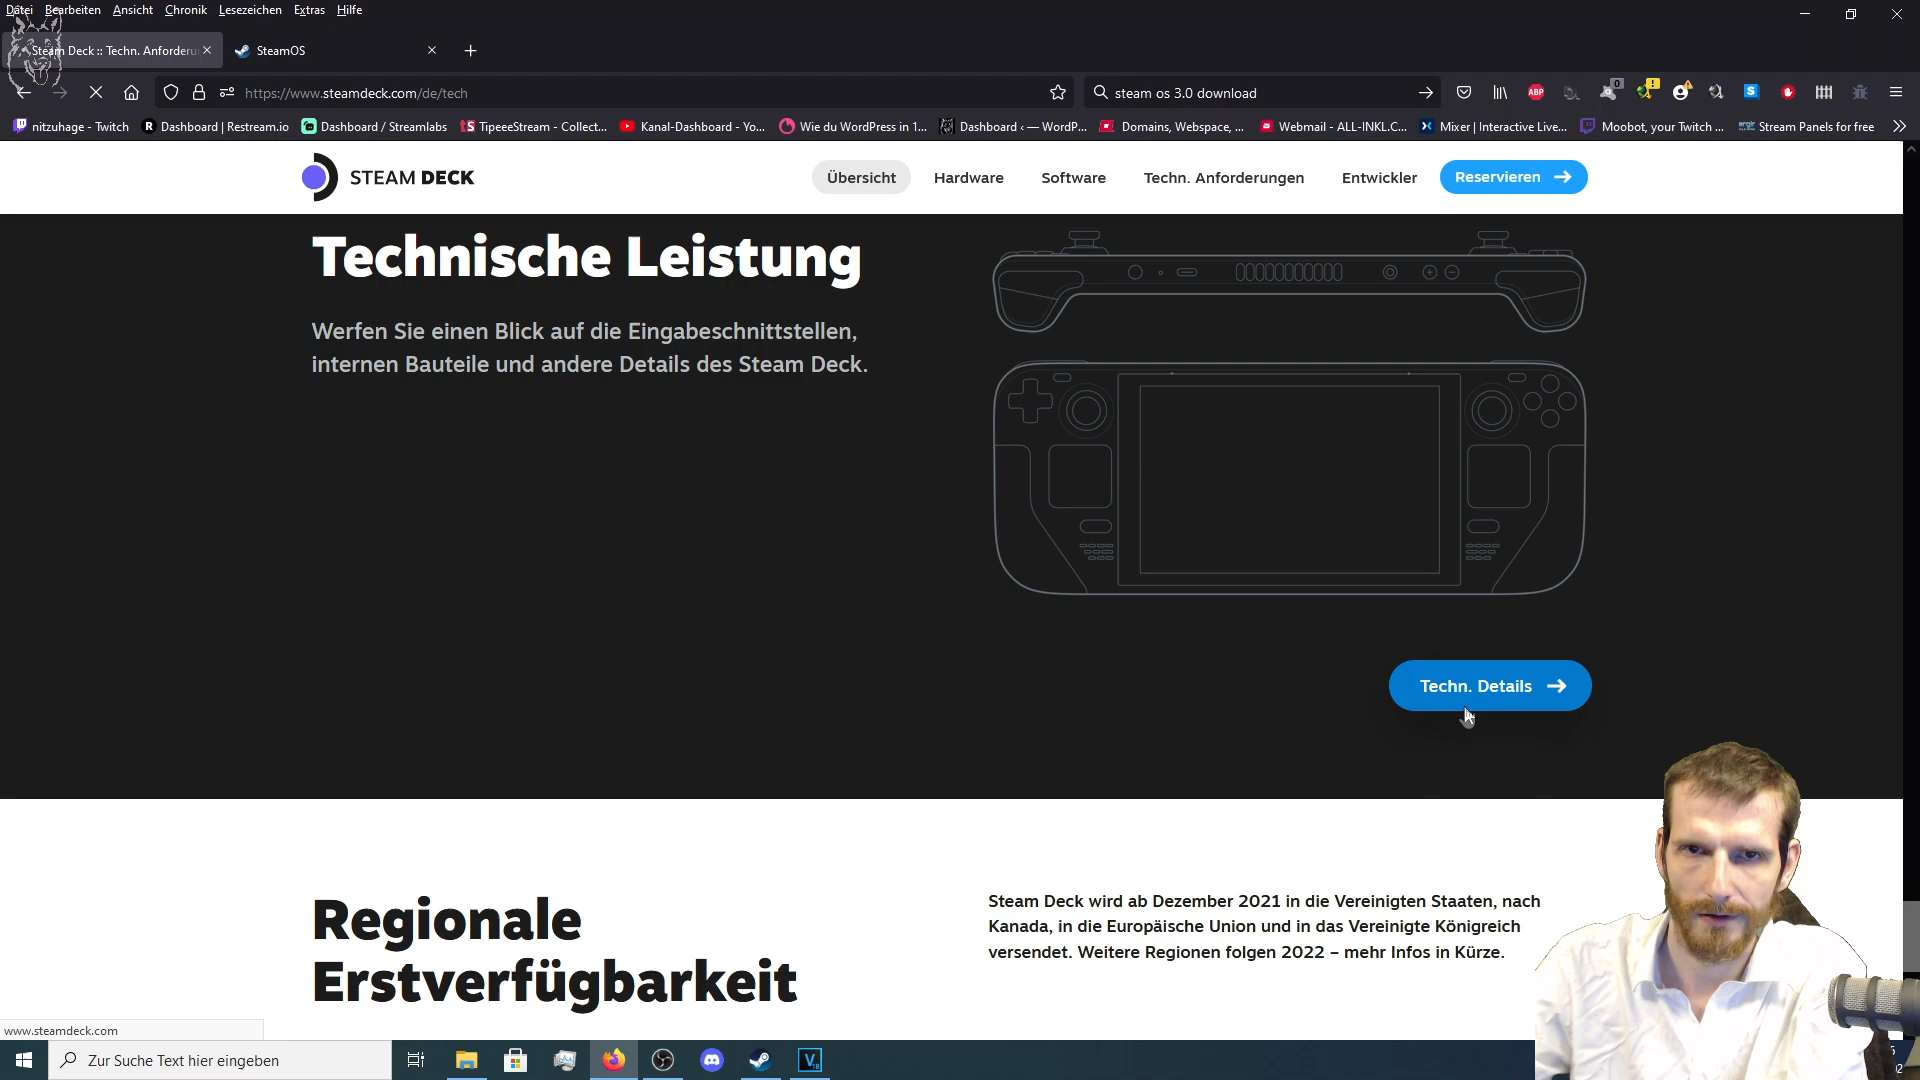 Datei Bearbeiten Ansicht Chronik Lesezeichen Extras Hilfe
Steam Deck :: Techn. Anforderu
SteamOS
https://www.steamdeck.com/de/tech
steam os 3.0 download
nitzuhage - Twitch
Dashboard | Restream.io
Dashboard / Streamlabs
TipeeeStream - Collect...
Kanal-Dashboard - Yo...
Wie du WordPress in 1...
Dashboard ‹ — WordP...
Domains, Webspace, ...
Webmail - ALL-INKL.C...
Mixer | Interactive Live...
Moobot, your Twitch ...
Stream Panels for free
STEAM DECK
Übersicht
Hardware
Software
Techn. Anforderungen
Entwickler
Reservieren
Technische Leistung
Werfen Sie einen Blick auf die Eingabeschnittstellen,
internen Bauteile und andere Details des Steam Deck.
Techn. Details
Regionale
Erstverfügbarkeit
Steam Deck wird ab Dezember 2021 in die Vereinigten Staaten, nach
Kanada, in die Europäische Union und in das Vereinigte Königreich
versendet. Weitere Regionen folgen 2022 – mehr Infos in Kürze.
www.steamdeck.com
Zur Suche Text hier eingeben